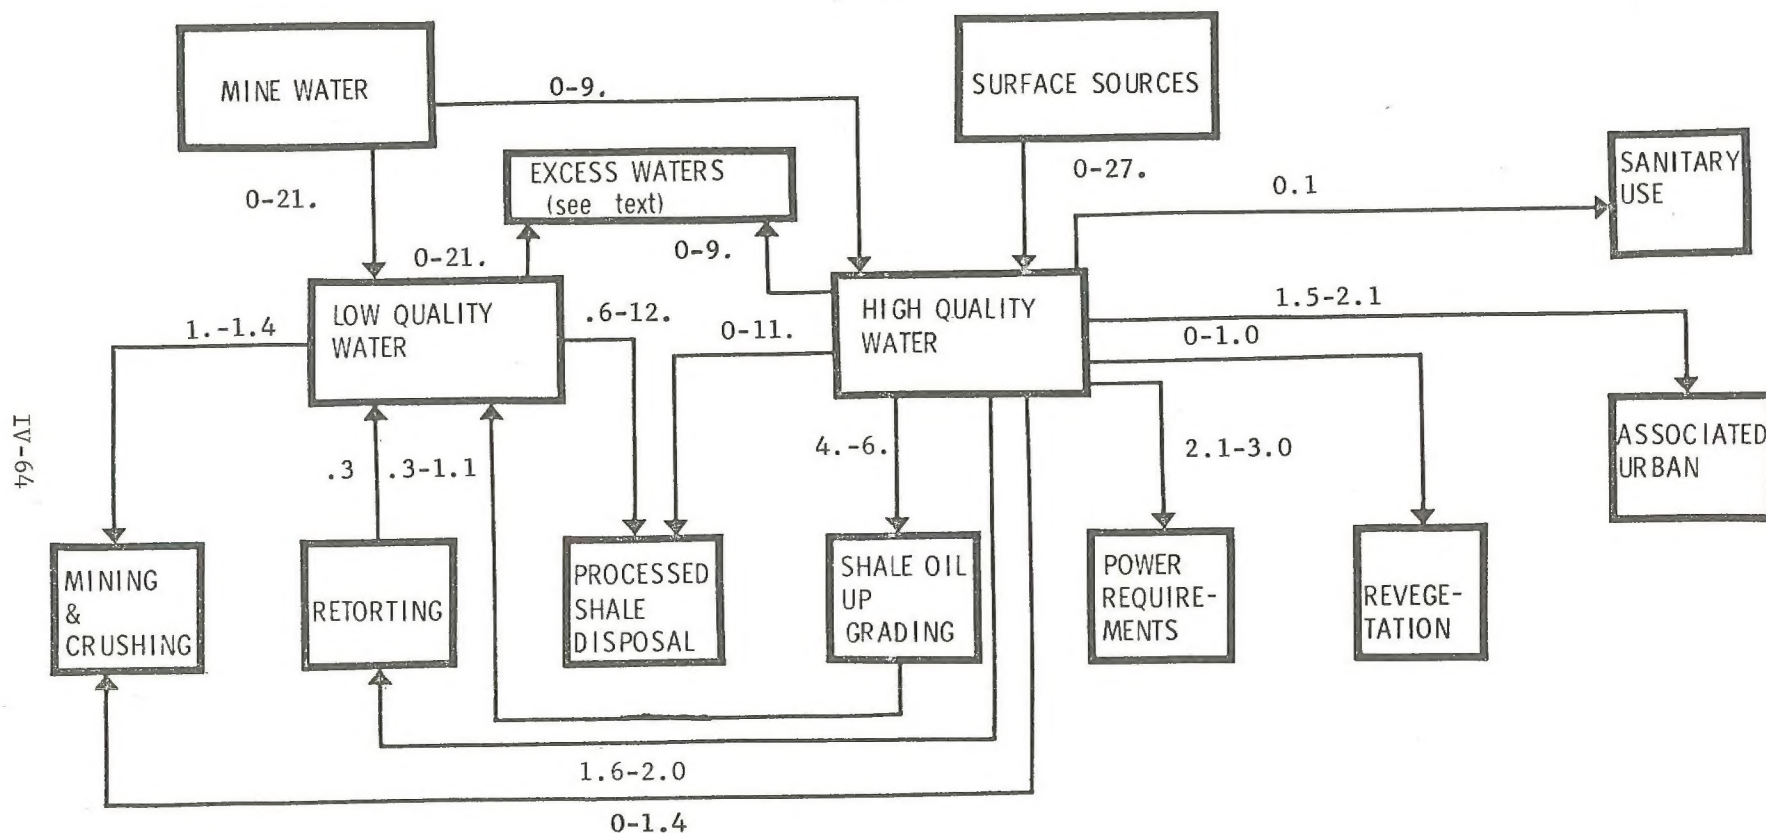 MINE WATER
SURFACE SOURCES
0-9.
EXCESS WATERS
(see text)
0-27.
0.1
SANITARY
USE
0-21.
0-21.
0-9.
LOW QUALITY
WATER
HIGH QUALITY
WATER
1.-1.4
.6-12.
0-11.
1.5-2.1
0-1.0
IV-64
.3
.3-1.1
4.-6.
2.1-3.0
ASSOCIATED
URBAN
MINING
&
CRUSHING
RETORTING
PROCESSED
SHALE
DISPOSAL
SHALE OIL
UP
GRADING
POWER
REQUIRE-
MENTS
REVEGE-
TATION
1.6-2.0
0-1.4